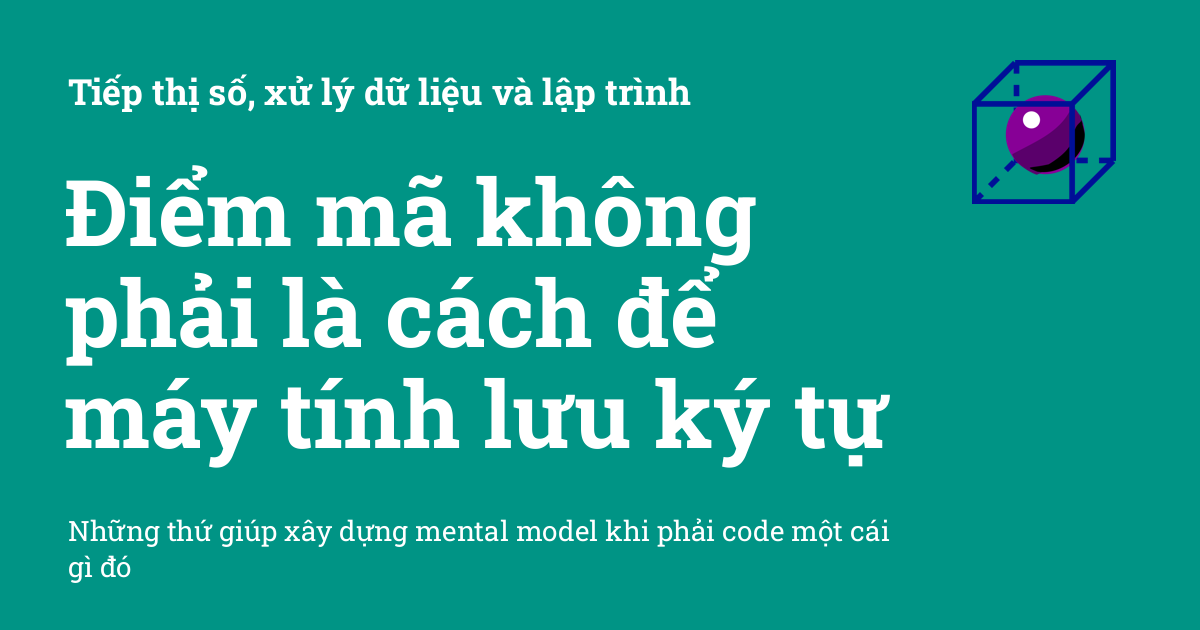 Tiếp thị số, xử lý dữ liệu và lập trình
Điểm mã không
phải là cách để
máy tính lưu ký tự
Những thứ giúp xây dựng mental model khi phải code một cái
gì đó